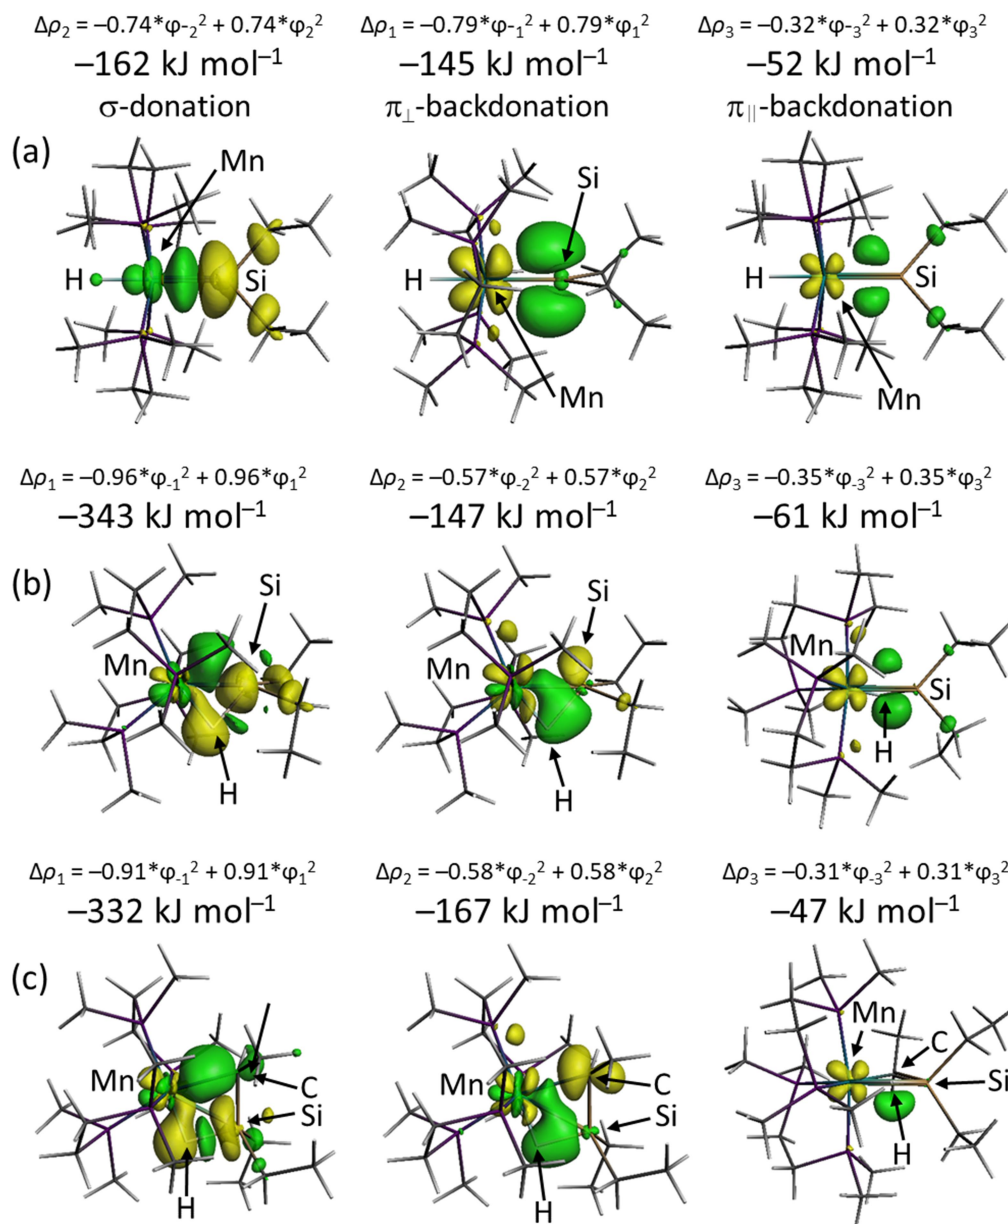 Δρ₂ = −0.74*φ₋₂² + 0.74*φ₂²
−162 kJ mol⁻¹
σ-donation
Δρ₁ = −0.79*φ₋₁² + 0.79*φ₁²
−145 kJ mol⁻¹
π⊥-backdonation
Δρ₃ = −0.32*φ₋₃² + 0.32*φ₃²
−52 kJ mol⁻¹
π||-backdonation
(a)
Mn
H
Si
Si
H
Mn
H
Si
Mn
Δρ₁ = −0.96*φ₋₁² + 0.96*φ₁²
−343 kJ mol⁻¹
Δρ₂ = −0.57*φ₋₂² + 0.57*φ₂²
−147 kJ mol⁻¹
Δρ₃ = −0.35*φ₋₃² + 0.35*φ₃²
−61 kJ mol⁻¹
(b)
Si
Mn
H
Si
Mn
H
Mn
Si
H
Δρ₁ = −0.91*φ₋₁² + 0.91*φ₁²
−332 kJ mol⁻¹
Δρ₂ = −0.58*φ₋₂² + 0.58*φ₂²
−167 kJ mol⁻¹
Δρ₃ = −0.31*φ₋₃² + 0.31*φ₃²
−47 kJ mol⁻¹
(c)
Mn
C
Si
H
Mn
C
Si
H
Mn
C
Si
H